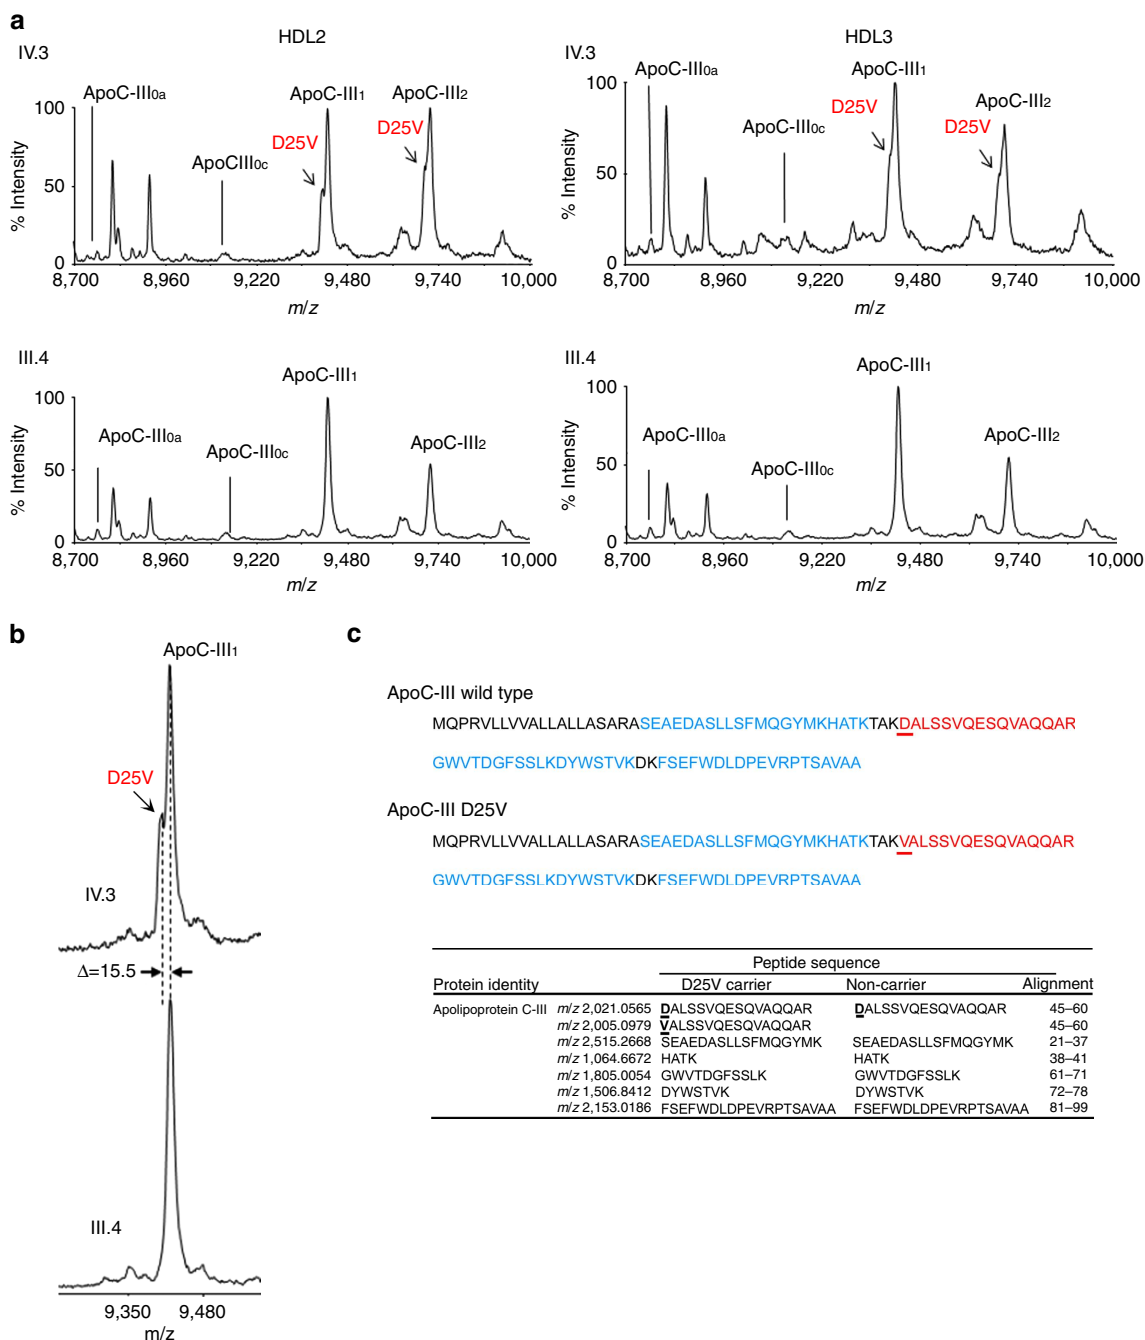 a
HDL2
HDL3
IV.3
ApoC-III0a
ApoC-III1
ApoC-III2
D25V
D25V
ApoCIII0c
% Intensity
100
50
0
8,700 8,960 9,220 9,480 9,740 10,000
m/z
IV.3
ApoC-III0a
ApoC-III1
ApoC-III2
D25V
D25V
ApoC-III0c
% Intensity
100
50
0
8,700 8,960 9,220 9,480 9,740 10,000
m/z
III.4
ApoC-III1
ApoC-III0a
ApoC-III0c
ApoC-III2
% Intensity
100
50
0
8,700 8,960 9,220 9,480 9,740 10,000
m/z
III.4
ApoC-III1
ApoC-III0a
ApoC-III0c
ApoC-III2
% Intensity
100
50
0
8,700 8,960 9,220 9,480 9,740 10,000
m/z
b
ApoC-III1
D25V
IV.3
Δ=15.5
III.4
9,350 9,480
m/z
c
ApoC-III wild type
MQPRVLLVVALLALLASARASEAEDASLLSFMQGYMKHATKTAKDALSSVQESQVAQQAR
GWVTDGFSSLKDYWSTVKDKFSEFWDLDPEVRPTSAVAA
ApoC-III D25V
MQPRVLLVVALLALLASARASEAEDASLLSFMQGYMKHATKTAKVALSSVQESQVAQQAR
GWVTDGFSSLKDYWSTVKDKFSEFWDLDPEVRPTSAVAA
Peptide sequence
Protein identity D25V carrier Non-carrier Alignment
Apolipoprotein C-III m/z 2,021.0565 DALSSVQESQVAQQAR DALSSVQESQVAQQAR 45–60
m/z 2,005.0979 VALSSVQESQVAQQAR 45–60
m/z 2,515.2668 SEAEDASLLSFMQGYMK SEAEDASLLSFMQGYMK 21–37
m/z 1,064.6672 HATK HATK 38–41
m/z 1,805.0054 GWVTDGFSSLK GWVTDGFSSLK 61–71
m/z 1,506.8412 DYWSTVK DYWSTVK 72–78
m/z 2,153.0186 FSEFWDLDPEVRPTSAVAA FSEFWDLDPEVRPTSAVAA 81–99